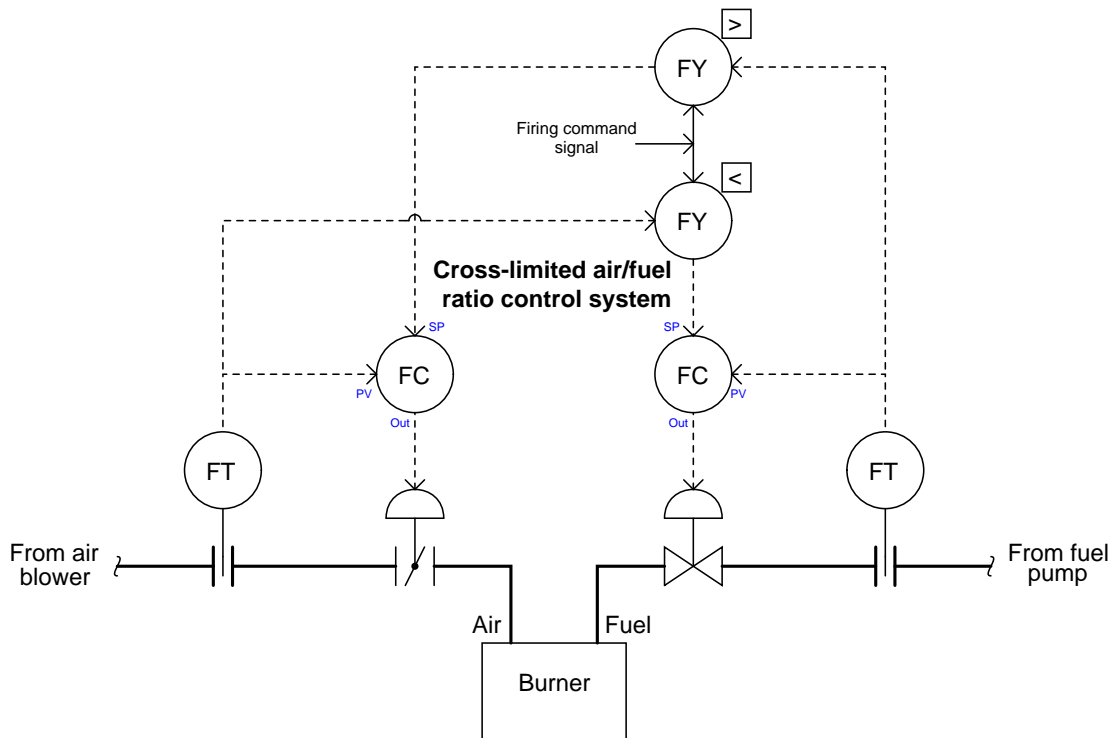 >
FY
Firing command
signal
<
FY
Cross-limited air/fuel
ratio control system
SP
SP
FC
FC
PV
PV
Out
Out
FT
FT
From air
blower
From fuel
pump
Air
Fuel
Burner